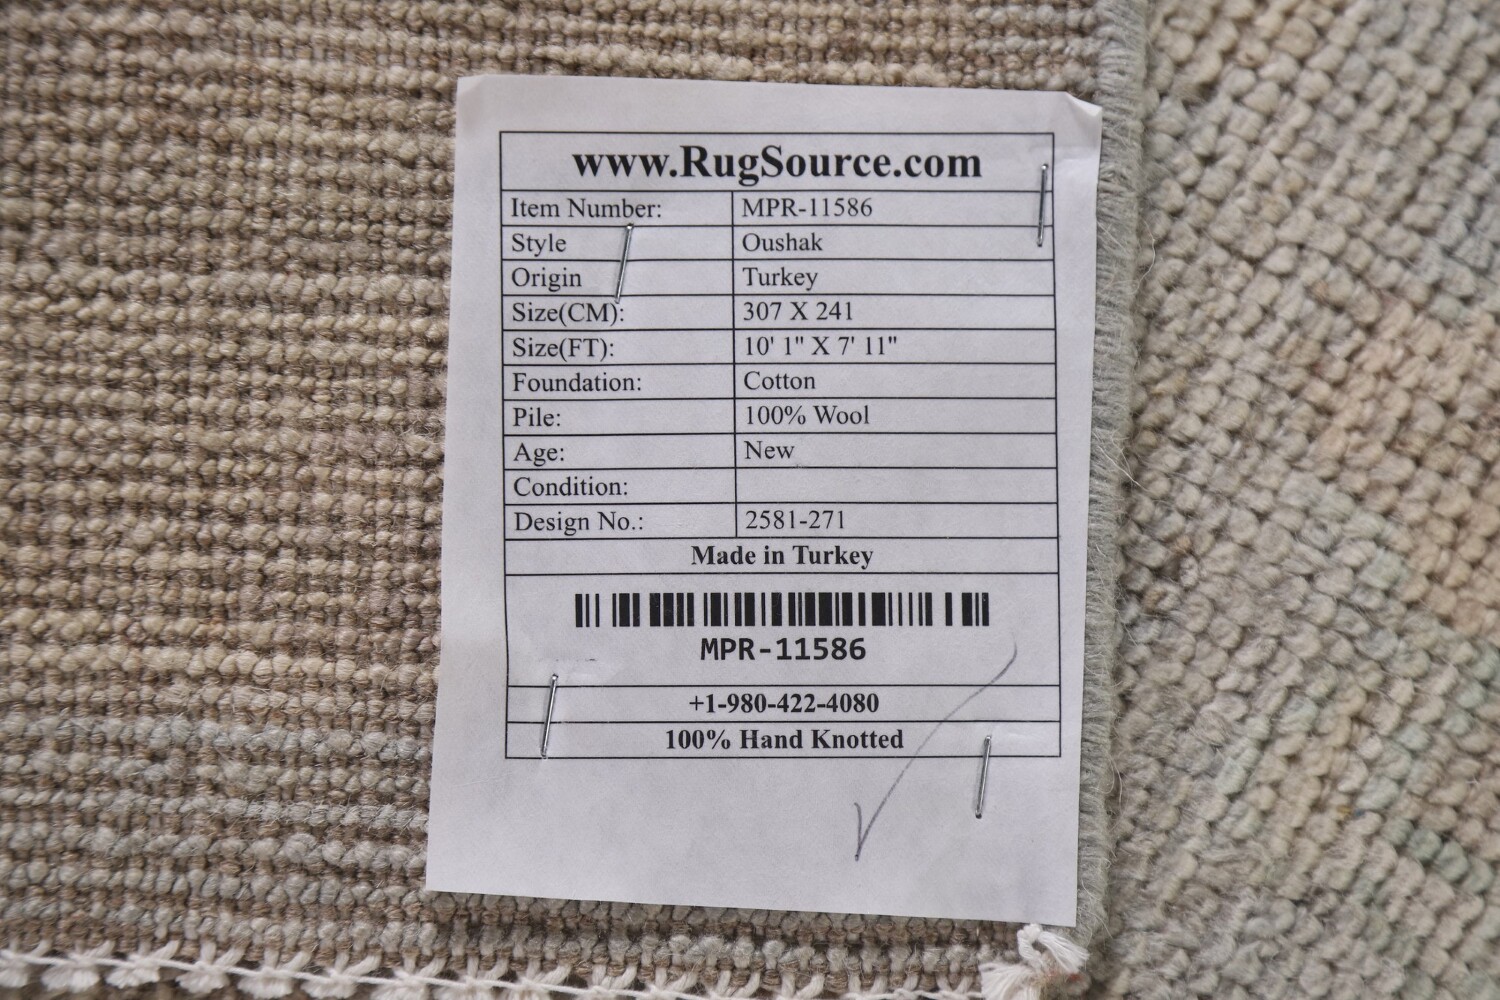 www.RugSource.com
Item Number: MPR-11586
Style Oushak
Origin Turkey
Size(CM): 307 X 241
Size(FT): 10' 1" X 7' 11"
Foundation: Cotton
Pile: 100% Wool
Age: New
Condition:
Design No.: 2581-271
Made in Turkey
MPR-11586
+1-980-422-4080
100% Hand Knotted